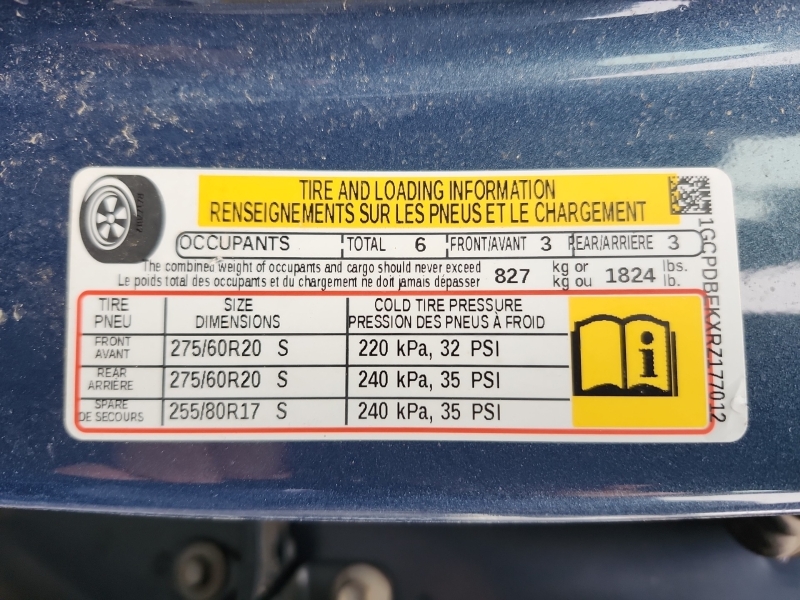 TIRE AND LOADING INFORMATION
RENSEIGNEMENTS SUR LES PNEUS ET LE CHARGEMENT
OCCUPANTS TOTAL 6 FRONT/AVANT 3 REAR/ARRIÈRE 3
The combined weight of occupants and cargo should never exceed 827 kg or 1824 lbs.
Le poids total des occupants et du chargement ne doit jamais dépasser kg ou lb.
TIRE SIZE COLD TIRE PRESSURE
PNEU DIMENSIONS PRESSION DES PNEUS À FROID
FRONT
AVANT 275/60R20 S 220 kPa, 32 PSI
REAR
ARRIÈRE 275/60R20 S 240 kPa, 35 PSI
SPARE
DE SECOURS 255/80R17 S 240 kPa, 35 PSI
i
1GCPDBEKXRZ177012